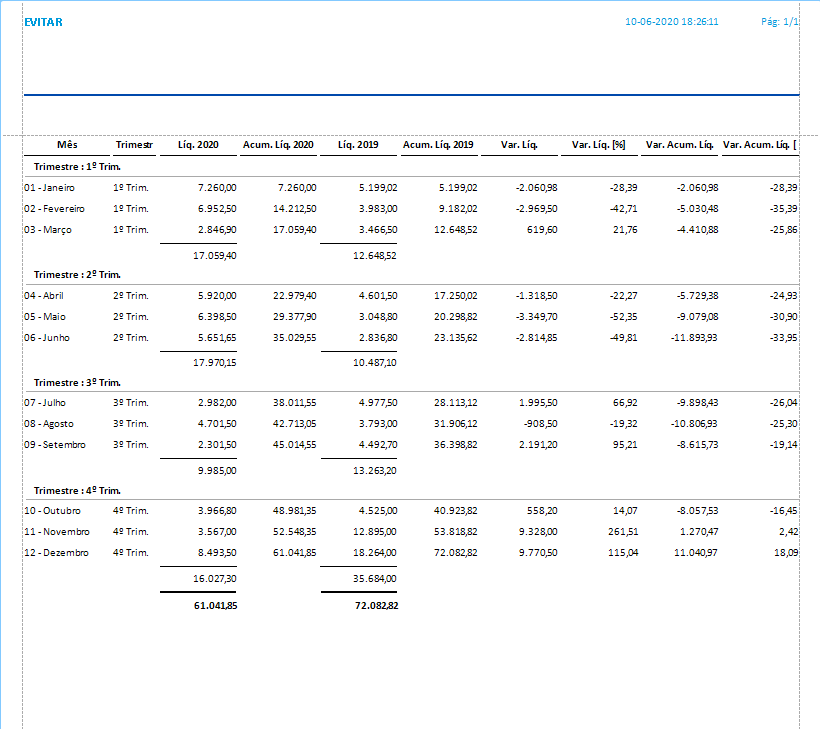 EVITAR 10-06-2020 18:26:11 Pág: 1/1
Mês Trimestr Líq. 2020 Acum. Líq. 2020 Líq. 2019 Acum. Líq. 2019 Var. Líq. Var. Líq. [%] Var. Acum. Líq. Var. Acum. Líq. [
Trimestre : 1º Trim.
01 - Janeiro 1º Trim. 7.260,00 7.260,00 5.199,02 5.199,02 -2.060,98 -28,39 -2.060,98 -28,39
02 - Fevereiro 1º Trim. 6.952,50 14.212,50 3.983,00 9.182,02 -2.969,50 -42,71 -5.030,48 -35,39
03 - Março 1º Trim. 2.846,90 17.059,40 3.466,50 12.648,52 619,60 21,76 -4.410,88 -25,86
17.059,40 12.648,52
Trimestre : 2º Trim.
04 - Abril 2º Trim. 5.920,00 22.979,40 4.601,50 17.250,02 -1.318,50 -22,27 -5.729,38 -24,93
05 - Maio 2º Trim. 6.398,50 29.377,90 3.048,80 20.298,82 -3.349,70 -52,35 -9.079,08 -30,90
06 - Junho 2º Trim. 5.651,65 35.029,55 2.836,80 23.135,62 -2.814,85 -49,81 -11.893,93 -33,95
17.970,15 10.487,10
Trimestre : 3º Trim.
07 - Julho 3º Trim. 2.982,00 38.011,55 4.977,50 28.113,12 1.995,50 66,92 -9.898,43 -26,04
08 - Agosto 3º Trim. 4.701,50 42.713,05 3.793,00 31.906,12 -908,50 -19,32 -10.806,93 -25,30
09 - Setembro 3º Trim. 2.301,50 45.014,55 4.492,70 36.398,82 2.191,20 95,21 -8.615,73 -19,14
9.985,00 13.263,20
Trimestre : 4º Trim.
10 - Outubro 4º Trim. 3.966,80 48.981,35 4.525,00 40.923,82 558,20 14,07 -8.057,53 -16,45
11 - Novembro 4º Trim. 3.567,00 52.548,35 12.895,00 53.818,82 9.328,00 261,51 1.270,47 2,42
12 - Dezembro 4º Trim. 8.493,50 61.041,85 18.264,00 72.082,82 9.770,50 115,04 11.040,97 18,09
16.027,30 35.684,00
61.041,85 72.082,82